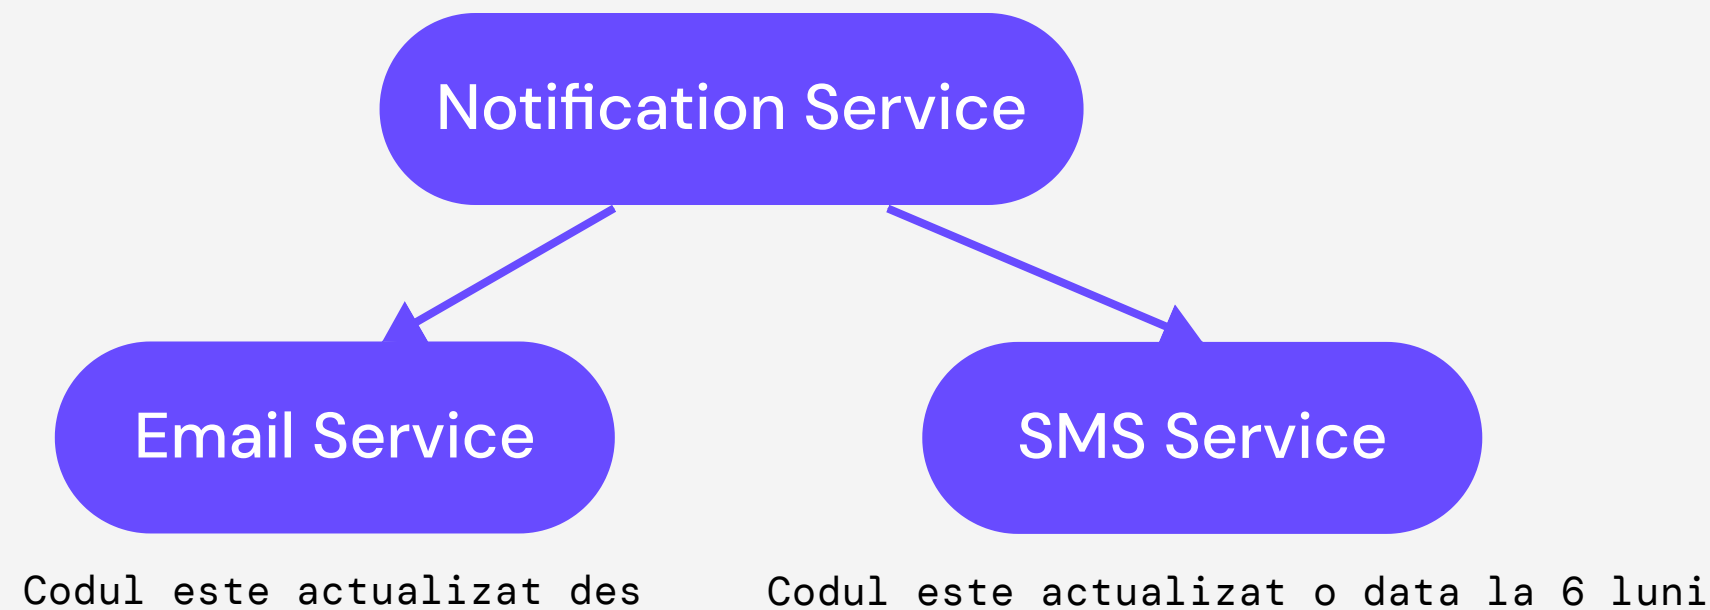 Notification Service
Email Service
SMS Service
Codul este actualizat des
Codul este actualizat o data la 6 luni